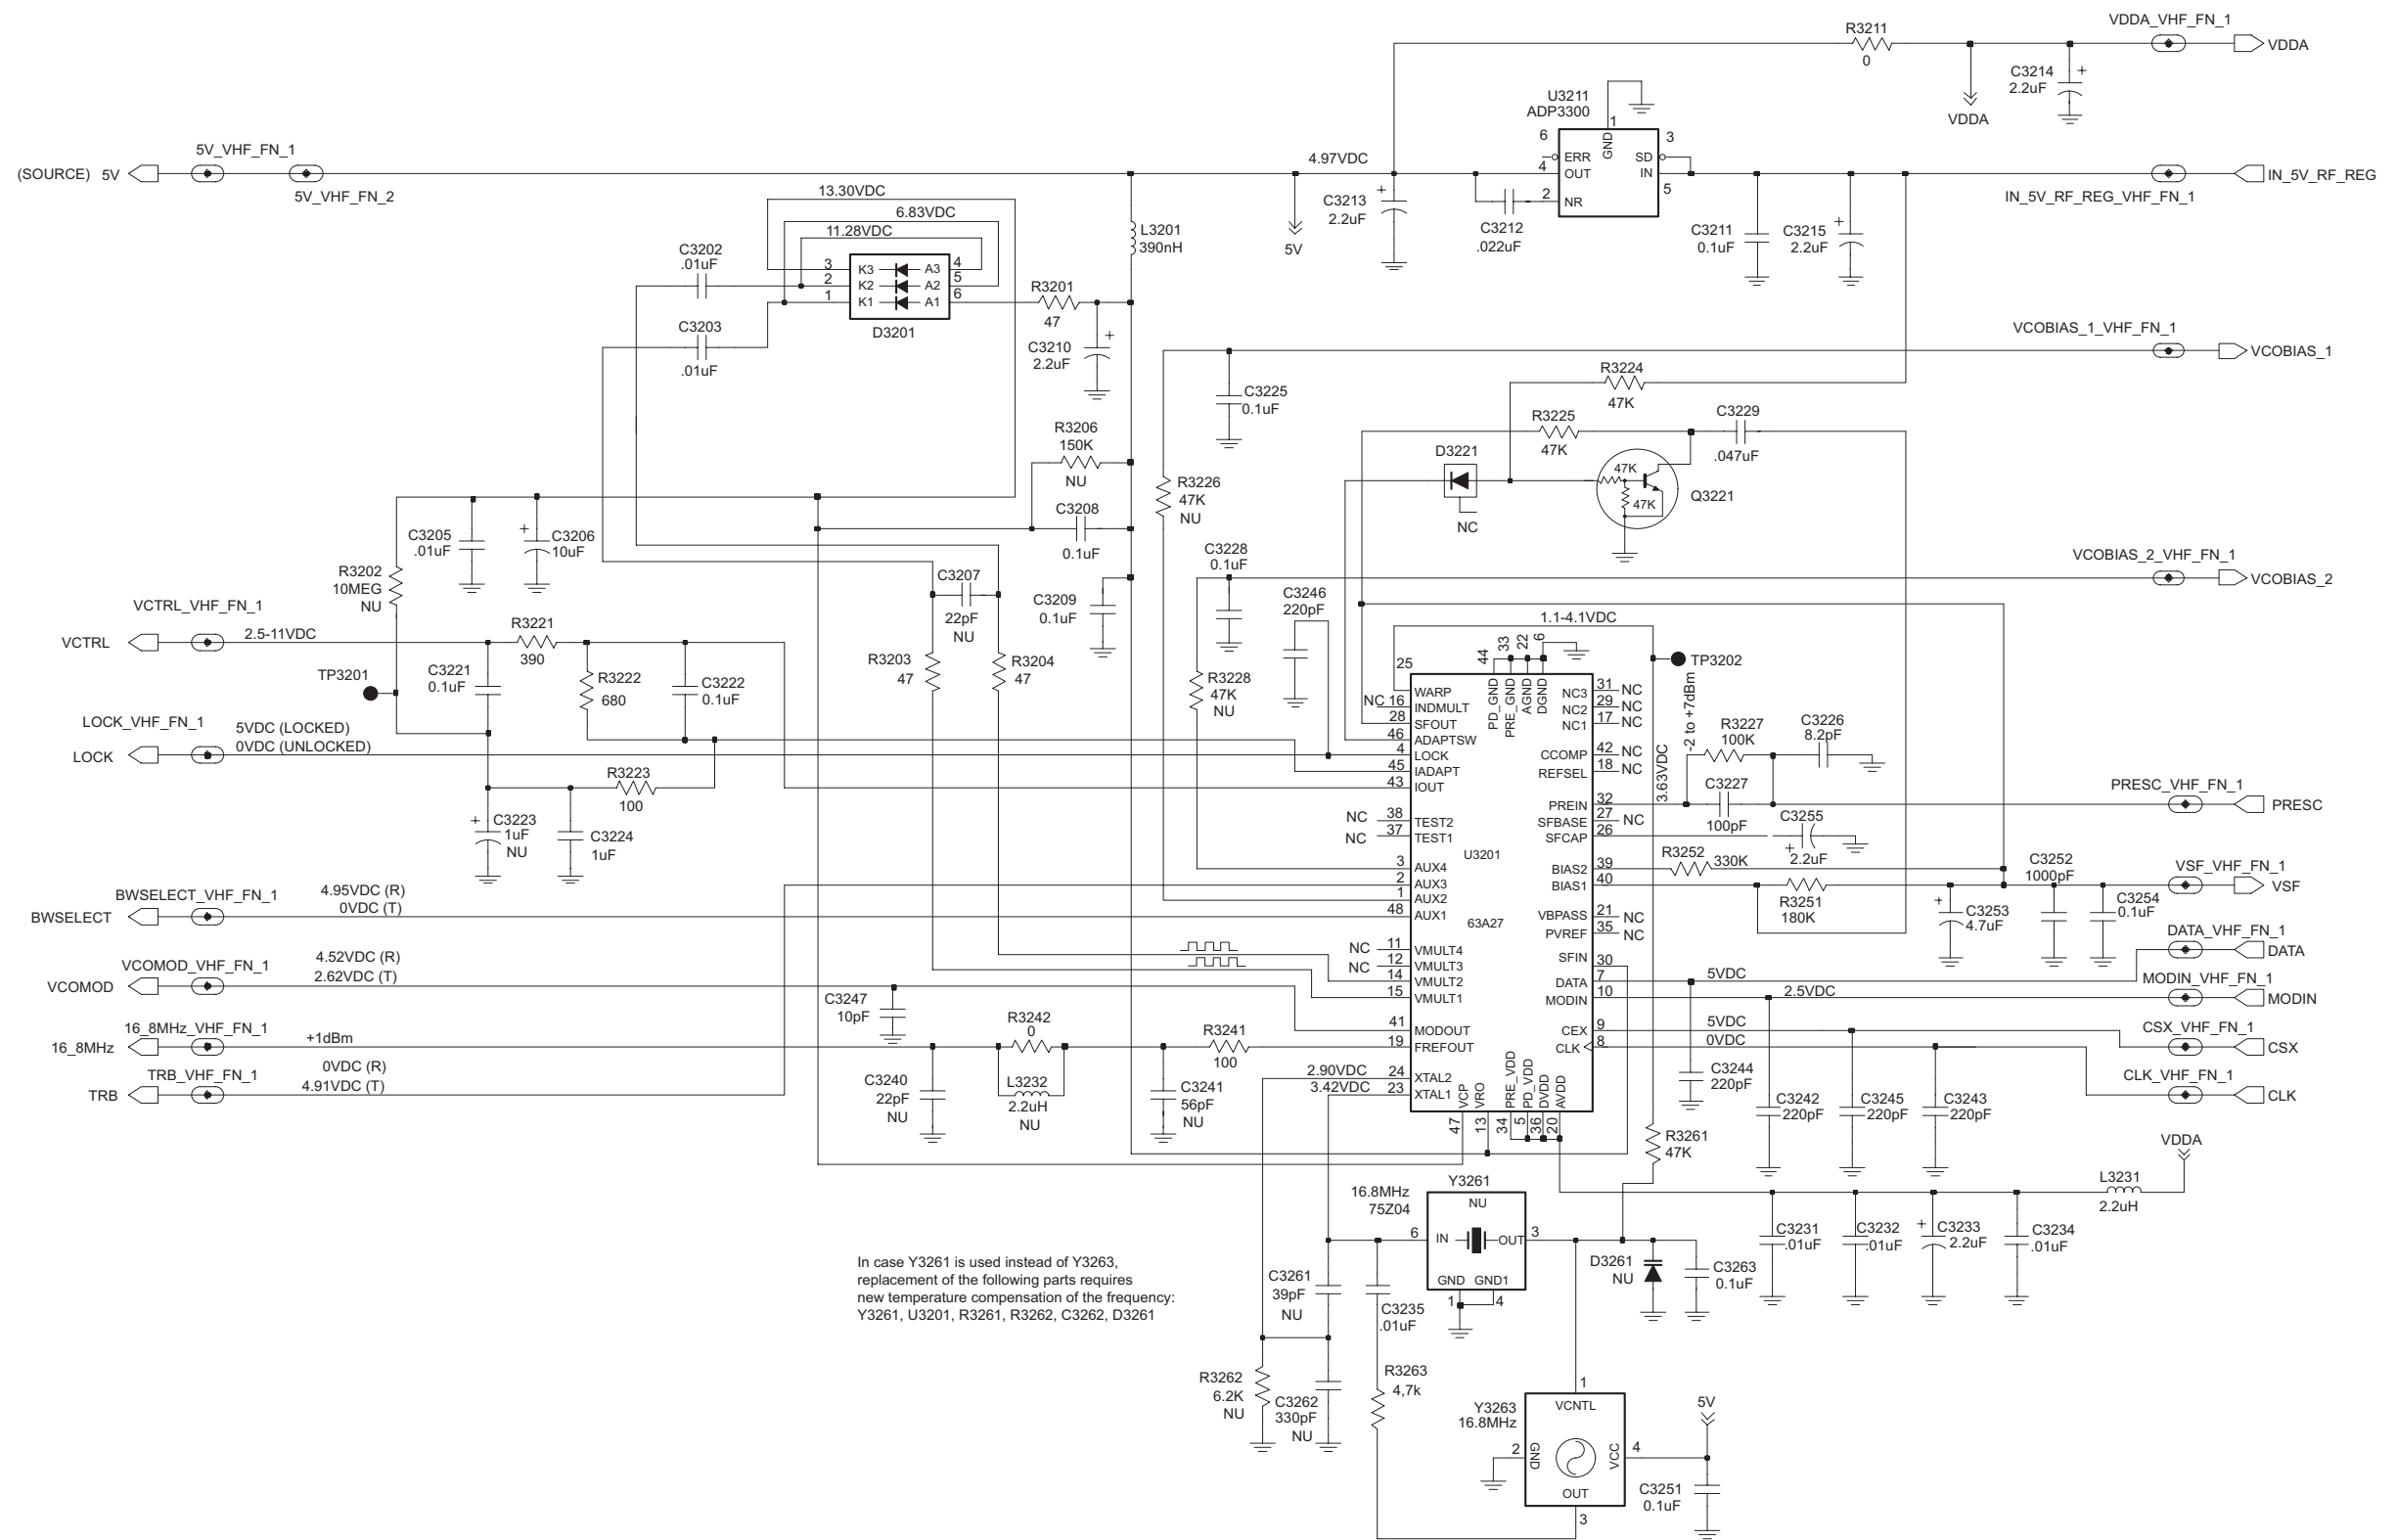 VDDA_VHF_FN_1
R3211
0
VDDA
C3214
2.2uF
+
VDDA
U3211
ADP3300
1
GND
6
3
ERR
SD
4
OUT
IN
5
2
NR
5V_VHF_FN_1
(SOURCE) 5V
5V_VHF_FN_2
4.97VDC
IN_5V_RF_REG
IN_5V_RF_REG_VHF_FN_1
C3213
2.2uF
+
C3212
.022uF
C3211
0.1uF
C3215
2.2uF
+
5V
L3201
390nH
13.30VDC
6.83VDC
11.28VDC
C3202
.01uF
3
K3
A3
4
2
K2
A2
5
1
K1
A1
6
D3201
C3203
.01uF
R3201
47
C3210
2.2uF
+
VCOBIAS_1_VHF_FN_1
VCOBIAS_1
C3225
0.1uF
R3224
47K
R3225
47K
C3229
.047uF
D3221
NC
47K
47K
Q3221
R3206
150K
NU
R3226
47K
NU
C3208
0.1uF
C3205
.01uF
+
C3206
10uF
R3202
10MEG
NU
C3228
0.1uF
VCOBIAS_2_VHF_FN_1
VCOBIAS_2
C3207
22pF
NU
C3209
0.1uF
C3246
220pF
VCTRL_VHF_FN_1
VCTRL
2.5-11VDC
R3221
390
1.1-4.1VDC
TP3201
C3221
0.1uF
R3222
680
C3222
0.1uF
R3203
47
R3204
47
R3228
47K
NU
TP3202
LOCK_VHF_FN_1
LOCK
5VDC (LOCKED)
0VDC (UNLOCKED)
R3223
100
+
C3223
1uF
NU
C3224
1uF
44
33
22
6
PD_GND
PRE_GND
AGND
DGND
25
WARP
NC 16
INDMULT
28
SFOUT
46
ADAPTSW
4
LOCK
45
IADAPT
43
IOUT
NC
38
TEST2
NC
37
TEST1
U3201
63A27
3
AUX4
2
AUX3
1
AUX2
48
AUX1
NC
11
VMULT4
NC
12
VMULT3
14
VMULT2
15
VMULT1
41
MODOUT
19
FREFOUT
24
XTAL2
23
XTAL1
NC3
31
NC
NC2
29
NC
NC1
17
NC
CCOMP
42
NC
REFSEL
18
NC
PREIN
32
SFBASE
27
NC
SFCAP
26
BIAS2
39
BIAS1
40
VBPASS
21
NC
PVREF
35
NC
SFIN
30
DATA
7
MODIN
10
CEX
9
CLK
8
VCP
VRO
PRE_VDD
PD_VDD
DVDD
AVDD
47
13
34
5
36
20
3.63VDC
-2 to +7dBm
R3227
100K
C3226
8.2pF
C3227
100pF
PRESC_VHF_FN_1
PRESC
C3255
+
2.2uF
R3252
330K
R3251
180K
C3252
1000pF
VSF_VHF_FN_1
VSF
+
C3253
4.7uF
C3254
0.1uF
BWSELECT_VHF_FN_1
BWSELECT
4.95VDC (R)
0VDC (T)
VCOMOD_VHF_FN_1
VCOMOD
4.52VDC (R)
2.62VDC (T)
DATA_VHF_FN_1
DATA
5VDC
MODIN_VHF_FN_1
MODIN
2.5VDC
CSX_VHF_FN_1
CSX
5VDC
0VDC
CLK_VHF_FN_1
CLK
C3247
10pF
16_8MHz_VHF_FN_1
16_8MHz
+1dBm
R3242
0
L3232
2.2uH
NU
R3241
100
C3240
22pF
NU
C3241
56pF
NU
TRB_VHF_FN_1
TRB
0VDC (R)
4.91VDC (T)
2.90VDC
3.42VDC
C3244
220pF
C3242
220pF
C3245
220pF
C3243
220pF
R3261
47K
VDDA
L3231
2.2uH
C3231
.01uF
C3232
.01uF
+
C3233
2.2uF
C3234
.01uF
16.8MHz
75Z04
Y3261
NU
6
IN
OUT
3
GND
GND1
1
4
D3261
NU
C3263
0.1uF
In case Y3261 is used instead of Y3263,
replacement of the following parts requires
new temperature compensation of the frequency:
Y3261, U3201, R3261, R3262, C3262, D3261
C3261
39pF
NU
C3235
.01uF
R3262
6.2K
NU
C3262
330pF
NU
R3263
4,7k
Y3263
16.8MHz
1
VCNTL
2
GND
VCC
4
OUT
3
5V
C3251
0.1uF